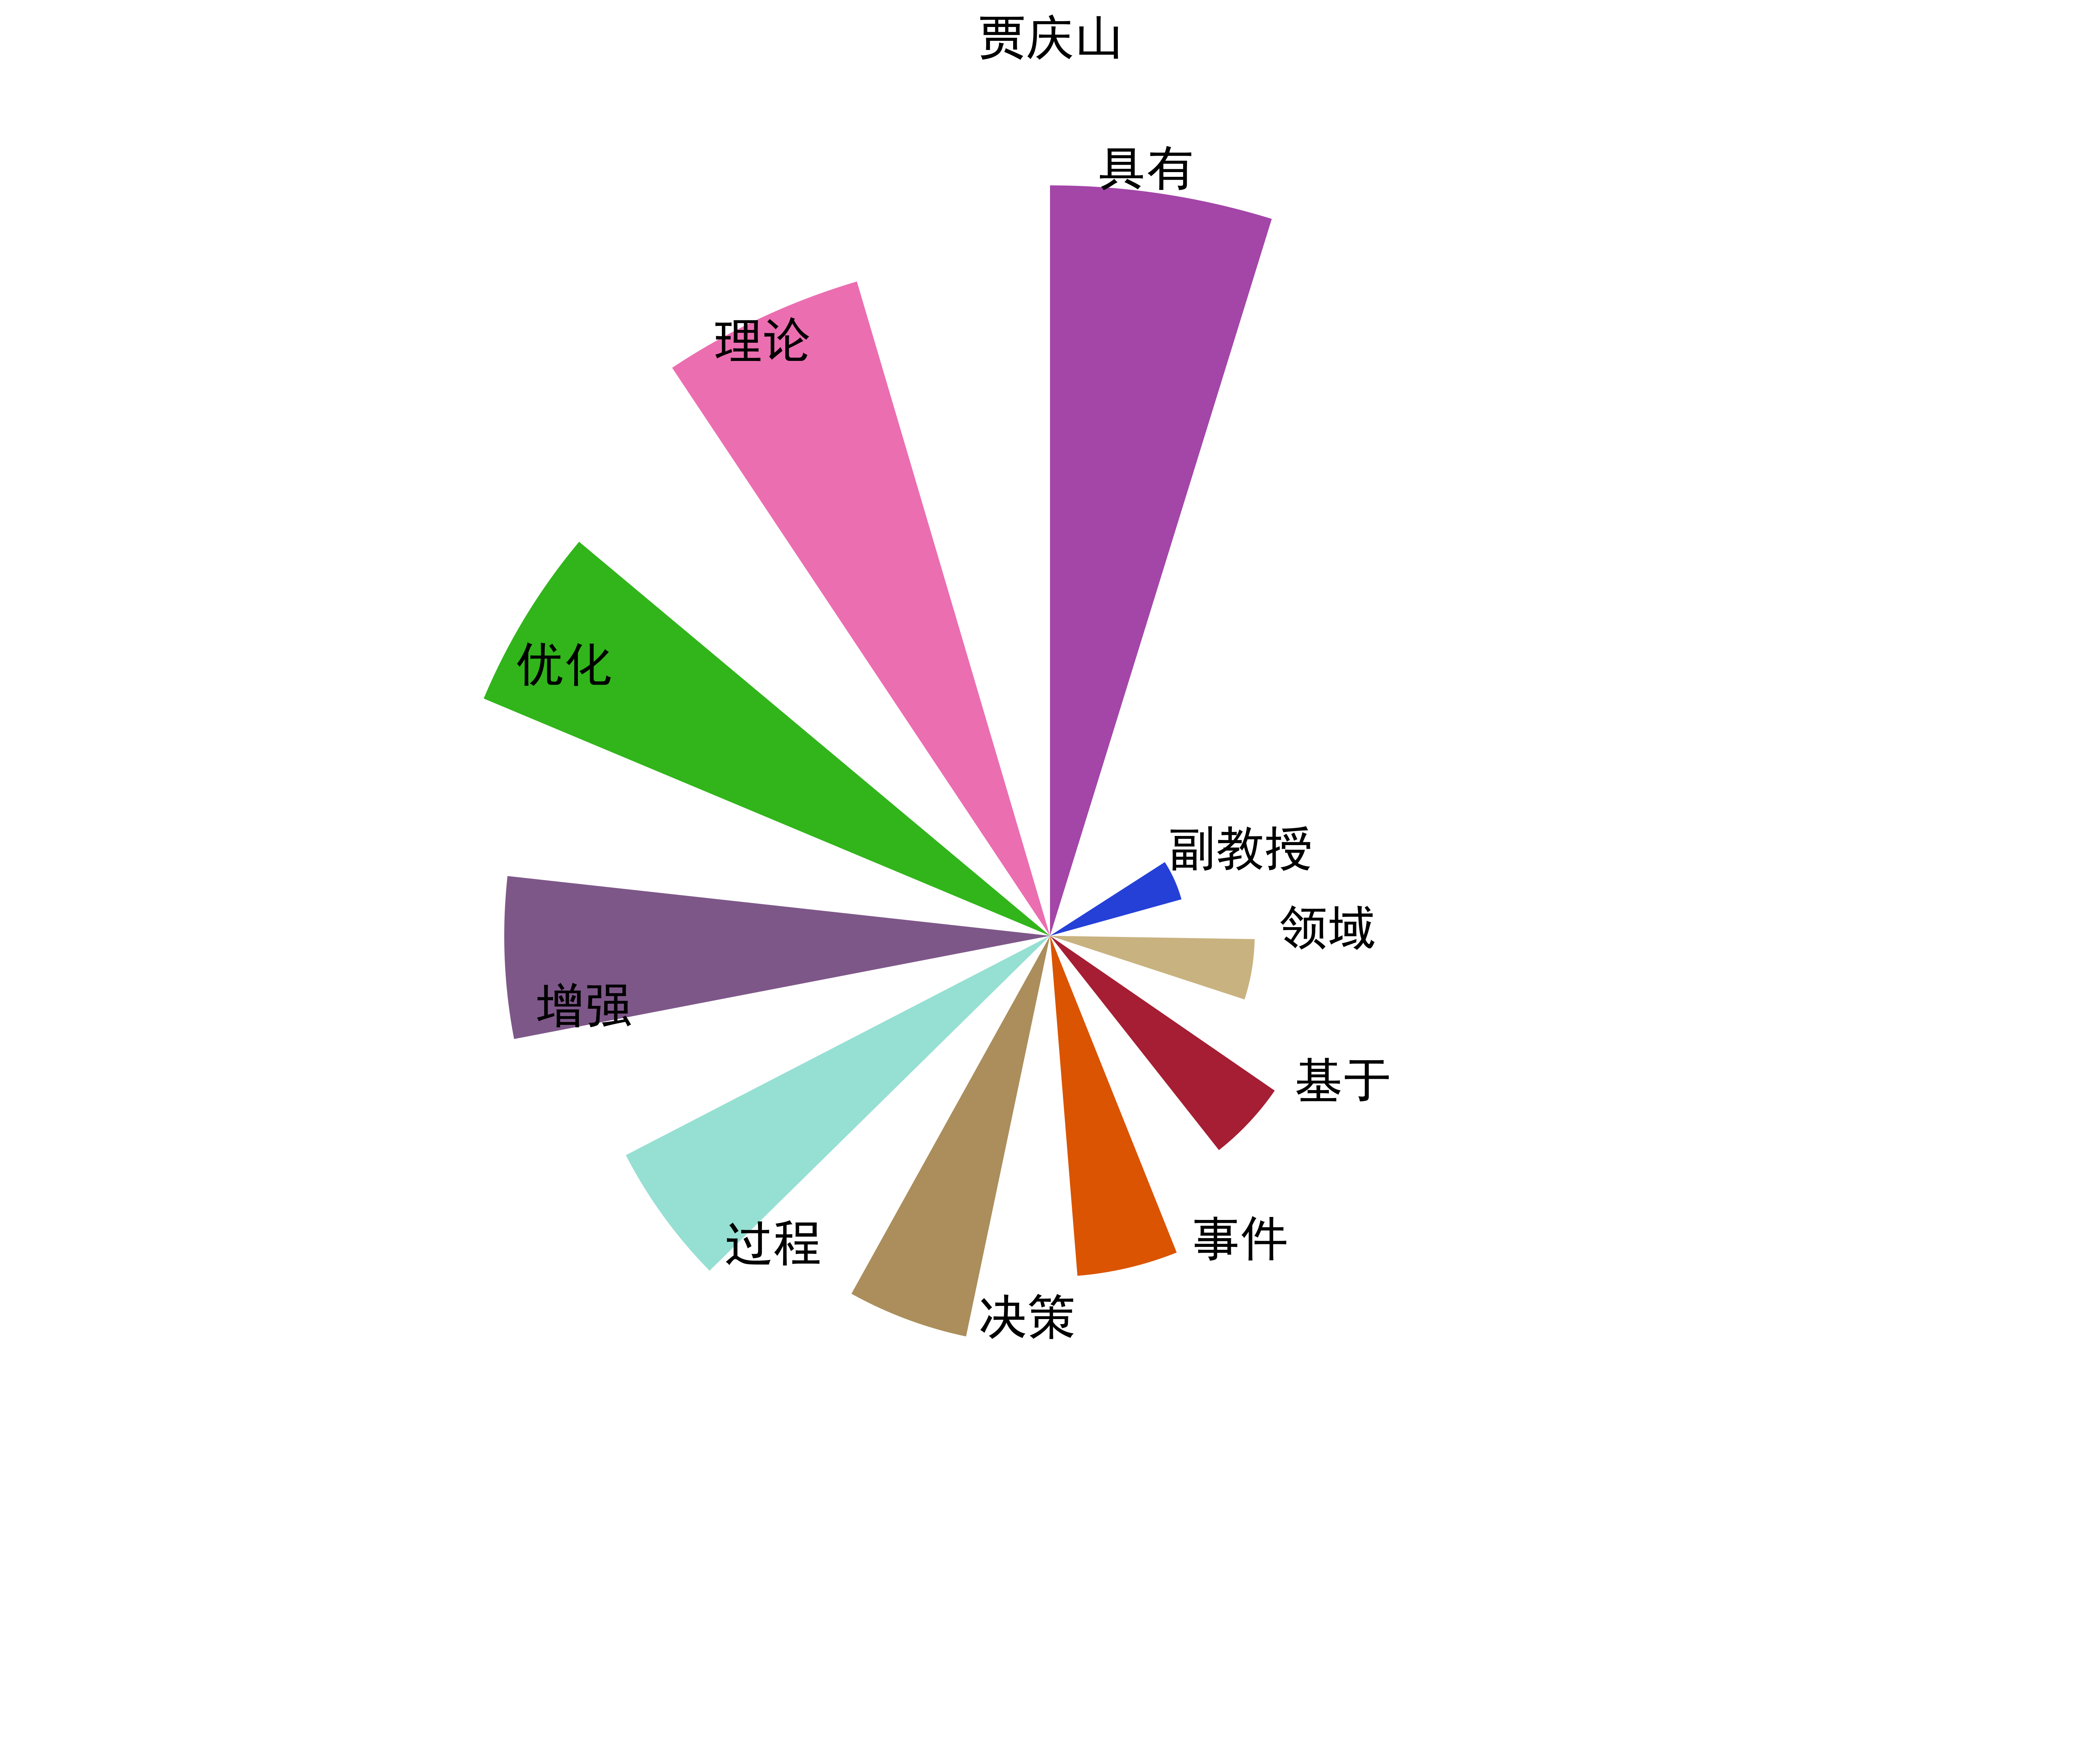 贾庆山
具有
理论
优化
副教授
领域
增强
基于
过程
事件
决策